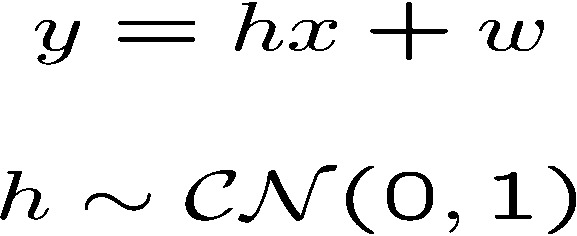 y = hx + w
h ∼ 𝒞𝒩(0, 1)